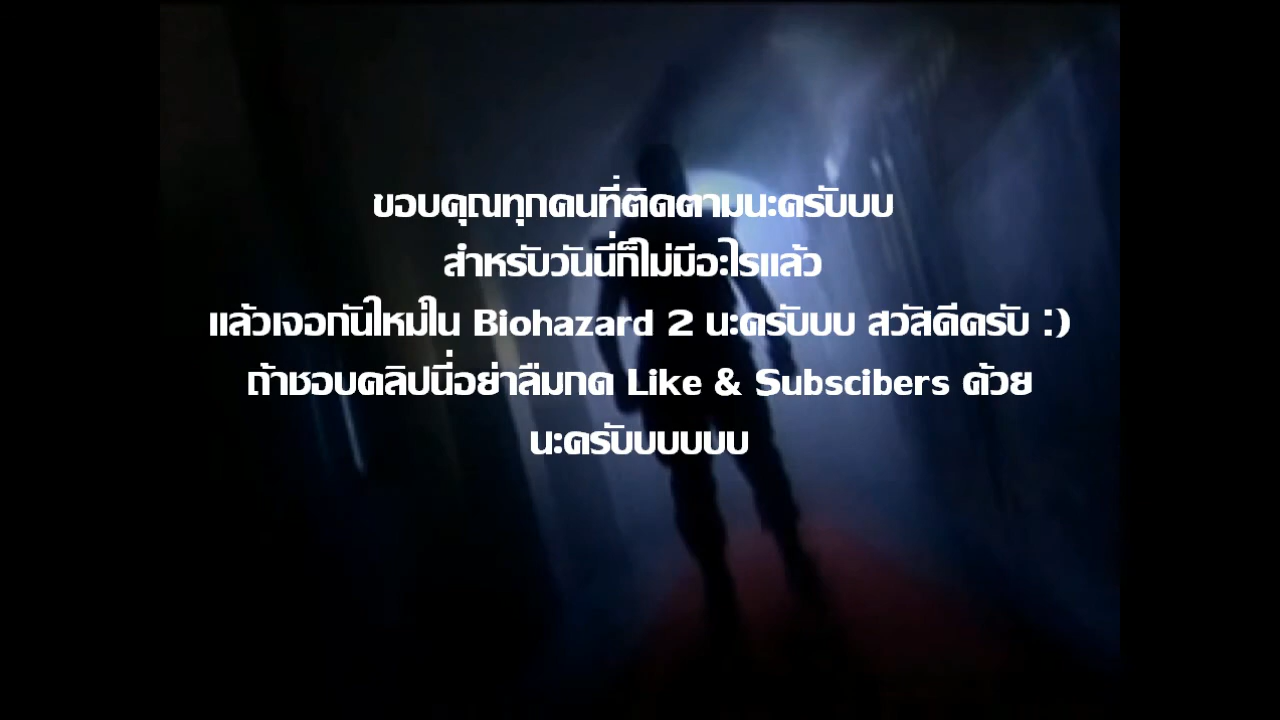 ขอบคุณทุกคนที่ติดตามนะครับบบ
สำหรับวันนี่ก็ไม่มีอะไรแล้ว
แล้วเจอกันใหม่ใน Biohazard 2 นะครับบบ สวัสดีครับ :)
ถ้าชอบคลิปนี่อย่าลืมกด Like & Subscibers ด้วย
นะครับบบบบบ